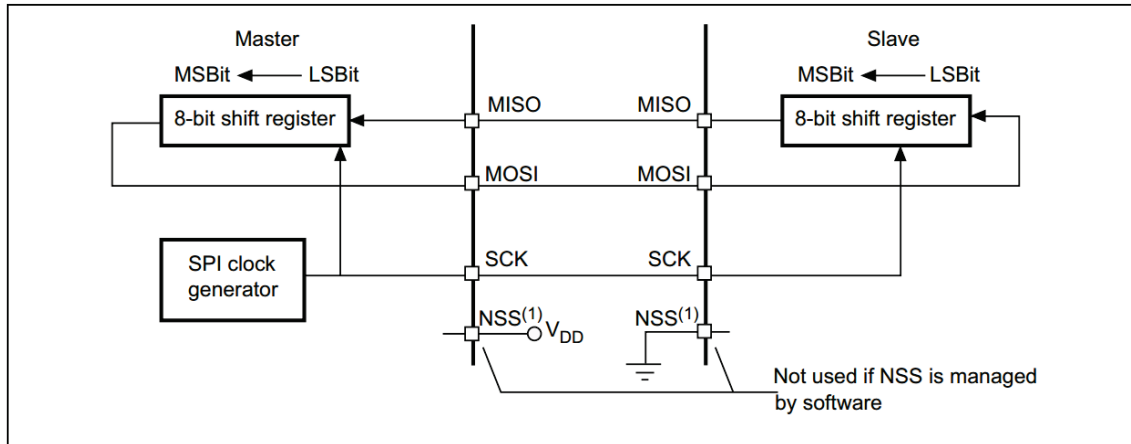 Master
Slave
MSBit LSBit
MSBit LSBit
8-bit shift register
MISO
MISO
8-bit shift register
MOSI
MOSI
SPI clock
generator
SCK
SCK
NSS(1)
VDD
NSS(1)
Not used if NSS is managed
by software